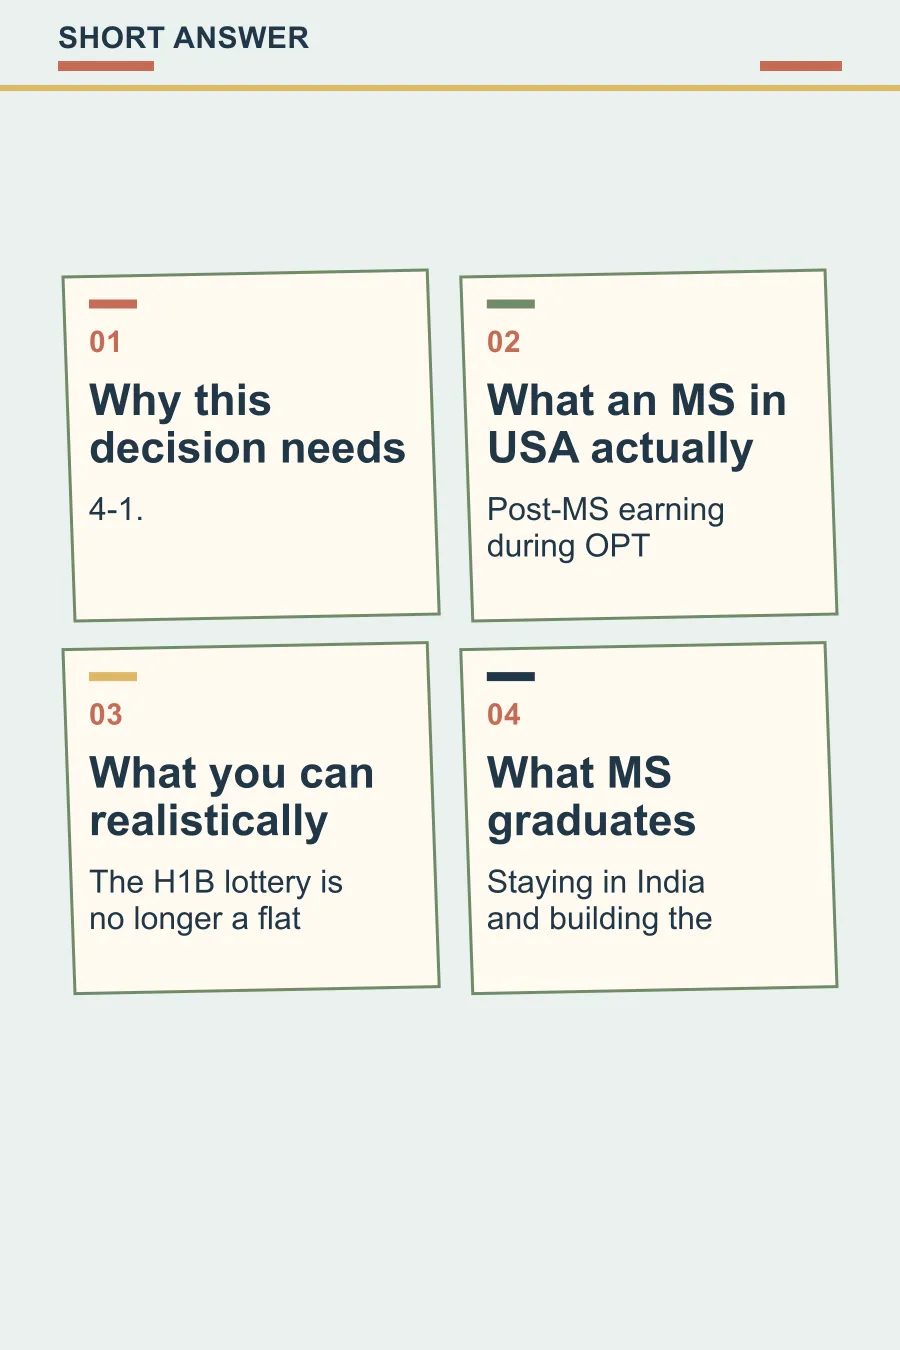 SHORT ANSWER
01
Why this
decision needs
4-1.
02
What an MS in
USA actually
Post-MS earning
during OPT
03
What you can
realistically
The H1B lottery is
no longer a flat
04
What MS
graduates
Staying in India
and building the